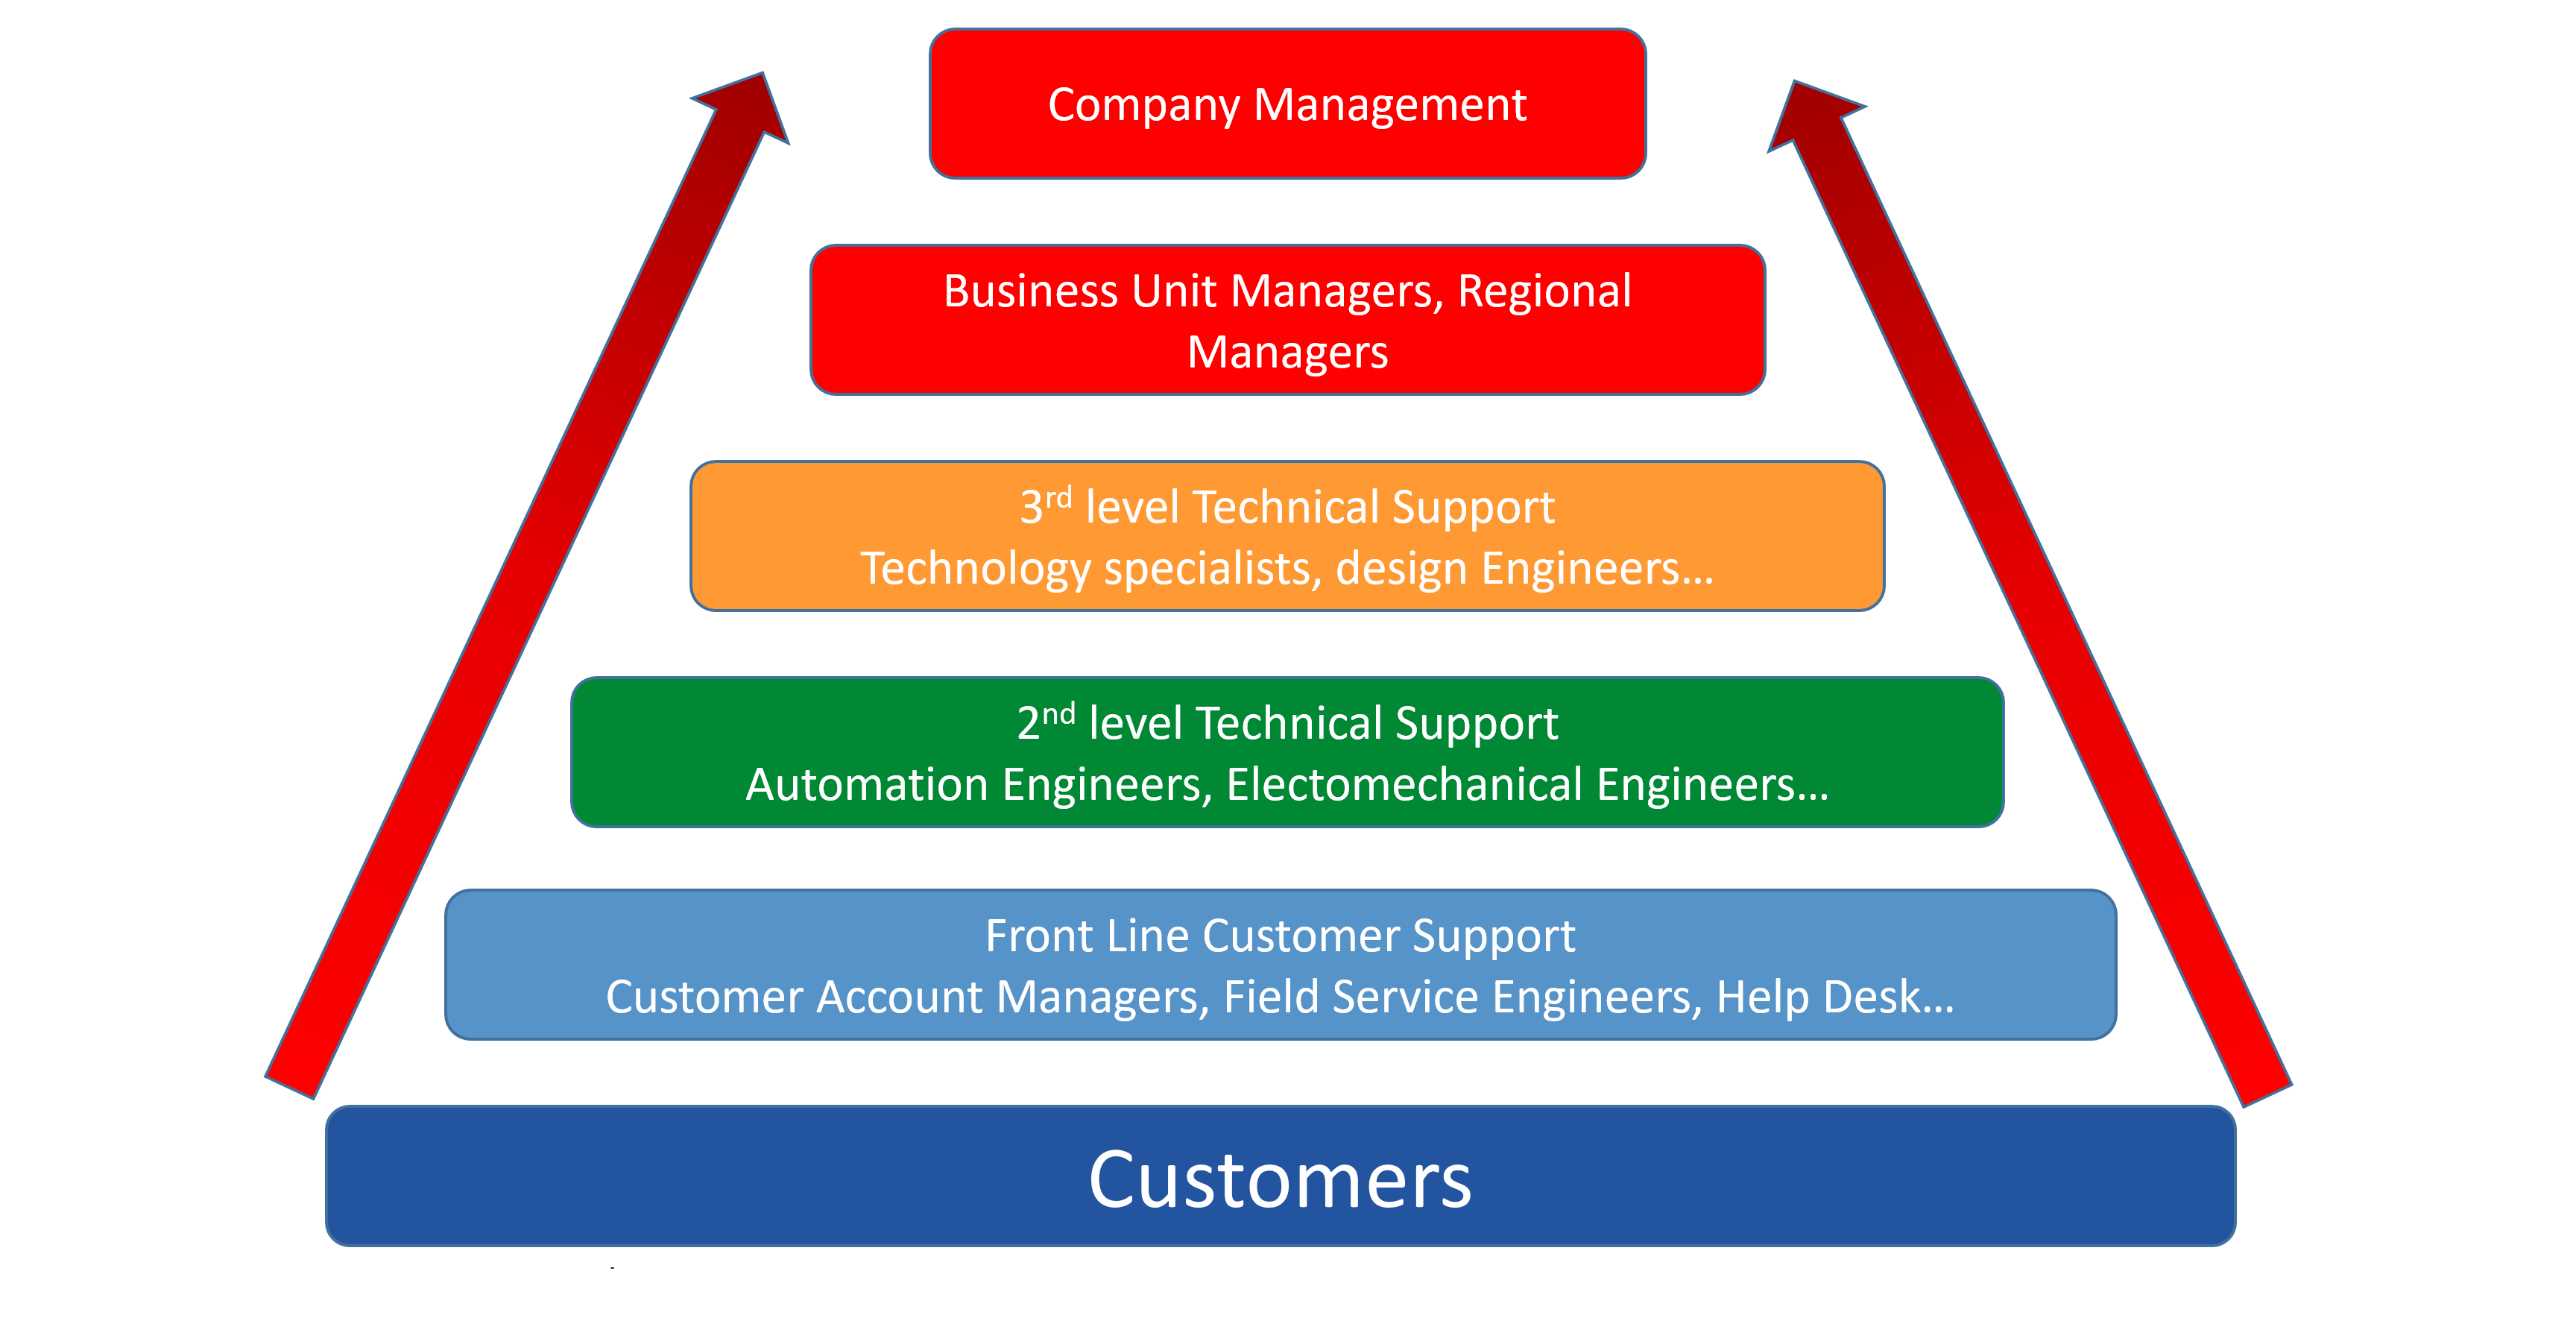 Company Management
Business Unit Managers, Regional
Managers
3rd level Technical Support
Technology specialists, design Engineers...
2nd level Technical Support
Automation Engineers, Electomechanical Engineers...
Front Line Customer Support
Customer Account Managers, Field Service Engineers, Help Desk...
Customers
-